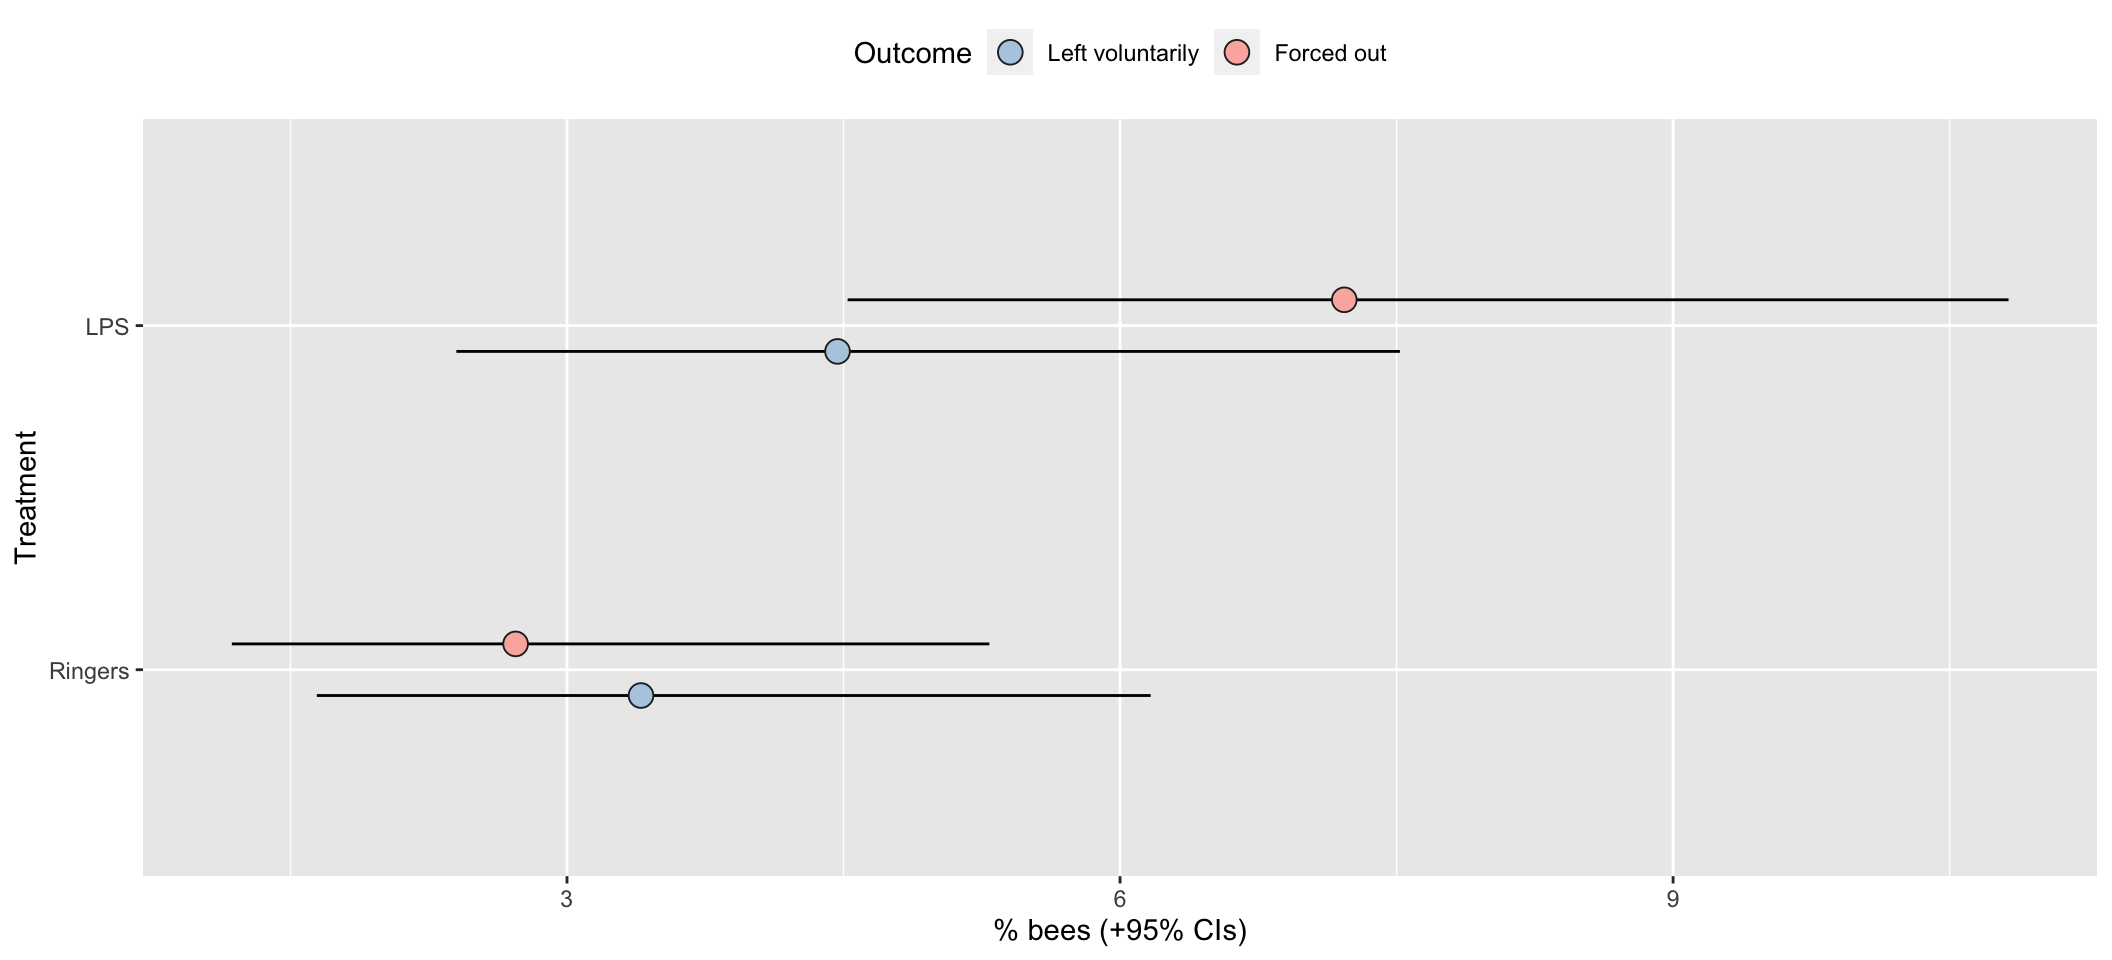 Outcome Left voluntarily Forced out
Treatment
LPS
Ringers
3 6 9
% bees (+95% CIs)